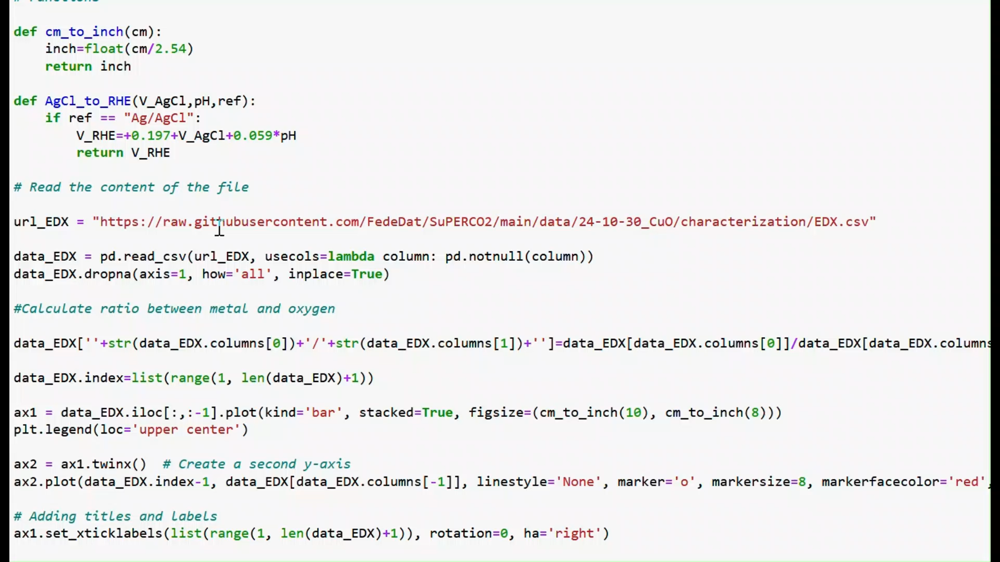 # Functions
def cm_to_inch(cm):
    inch=float(cm/2.54)
    return inch
def AgCl_to_RHE(V_AgCl,pH,ref):
    if ref == "Ag/AgCl":
        V_RHE=+0.197+V_AgCl+0.059*pH
        return V_RHE
# Read the content of the file
url_EDX = "https://raw.githubusercontent.com/FedeDat/SuPERCO2/main/data/24-10-30_CuO/characterization/EDX.csv"
data_EDX = pd.read_csv(url_EDX, usecols=lambda column: pd.notnull(column))
data_EDX.dropna(axis=1, how='all', inplace=True)
#Calculate ratio between metal and oxygen
data_EDX[''+str(data_EDX.columns[0])+'/'+str(data_EDX.columns[1])+'']=data_EDX[data_EDX.columns[0]]/data_EDX[data_EDX.columns
data_EDX.index=list(range(1, len(data_EDX)+1))
ax1 = data_EDX.iloc[:,:-1].plot(kind='bar', stacked=True, figsize=(cm_to_inch(10), cm_to_inch(8)))
plt.legend(loc='upper center')
ax2 = ax1.twinx()  # Create a second y-axis
ax2.plot(data_EDX.index-1, data_EDX[data_EDX.columns[-1]], linestyle='None', marker='o', markersize=8, markerfacecolor='red',
# Adding titles and labels
ax1.set_xticklabels(list(range(1, len(data_EDX)+1)), rotation=0, ha='right')